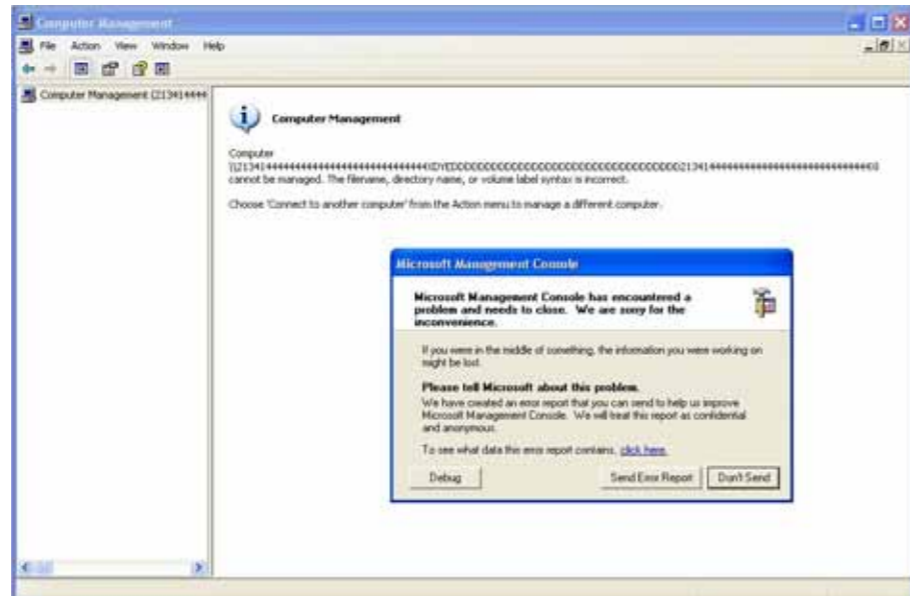 Computer Management
File Action View Window Help
Computer Management (213414444
Computer Management
Computer
cannot be managed. The filename, directory name, or volume label syntax is incorrect.
Choose 'Connect to another computer' from the Action menu to manage a different computer.
Microsoft Management Console
Microsoft Management Console has encountered a
problem and needs to close. We are sorry for the
inconvenience.
If you were in the middle of something, the information you were working on
might be lost.
Please tell Microsoft about this problem.
We have created an error report that you can send to help us improve
Microsoft Management Console. We will treat this report as confidential
and anonymous.
To see what data this error report contains, click here.
Debug Send Error Report Don't Send